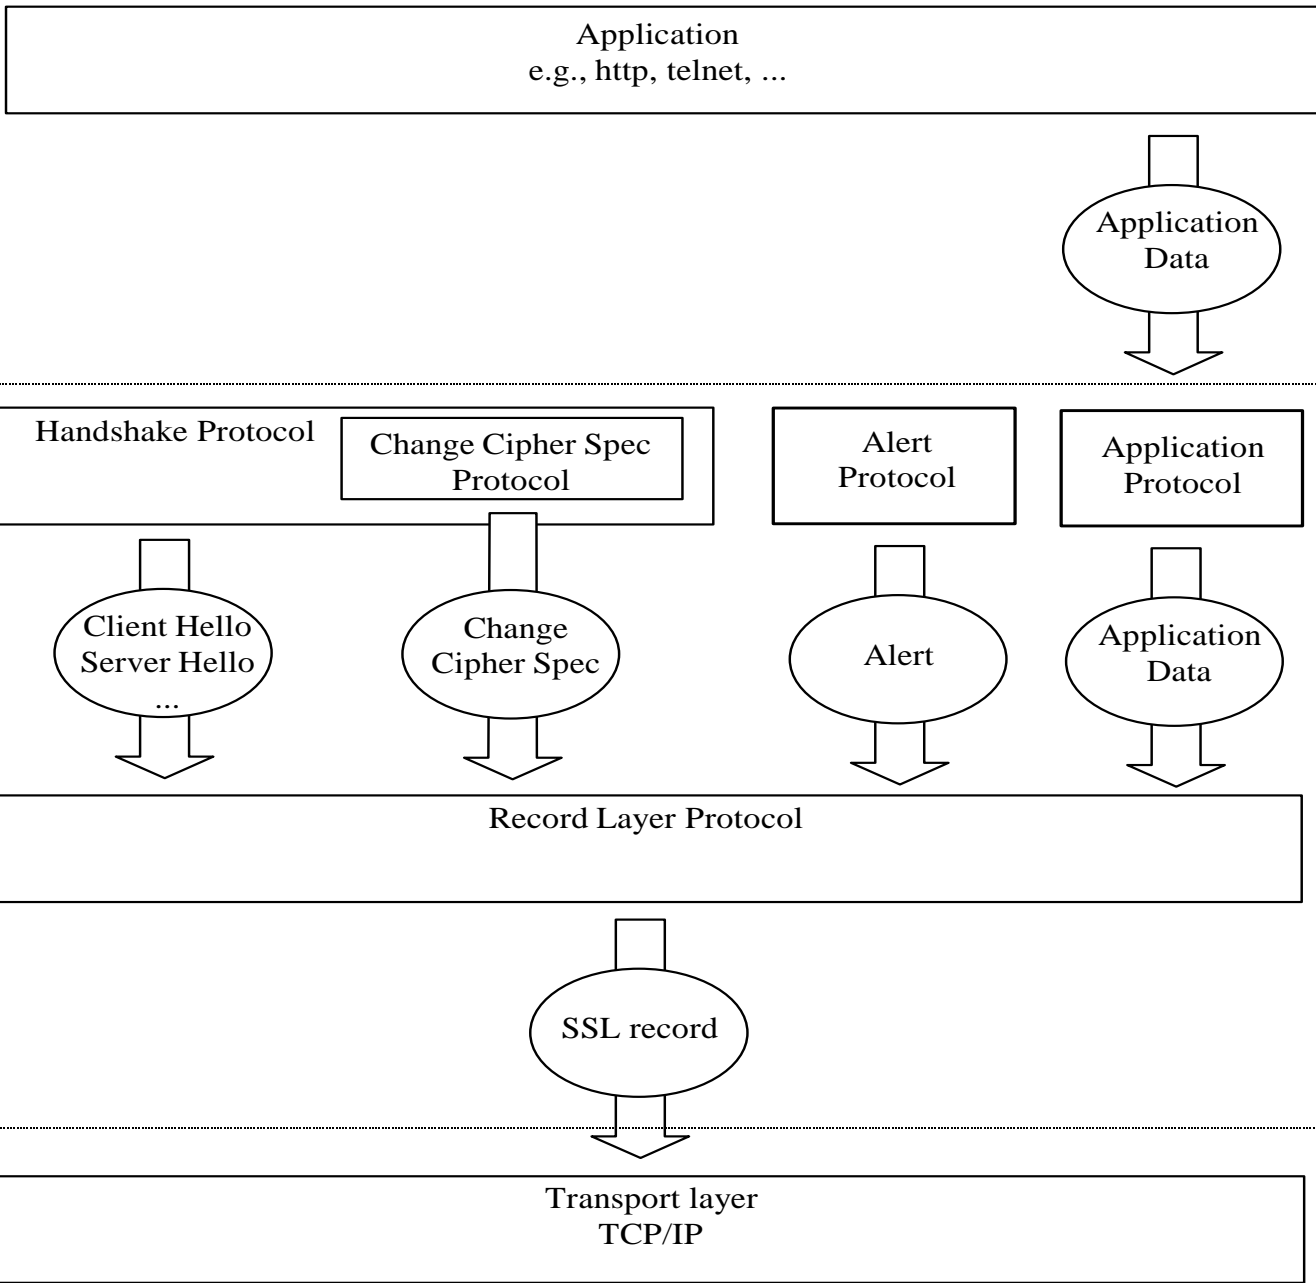 Application
e.g., http, telnet, ...
Application
Data
Handshake Protocol
Change Cipher Spec
Protocol
Alert
Protocol
Application
Protocol
Client Hello
Server Hello
...
Change
Cipher Spec
Alert
Application
Data
Record Layer Protocol
SSL record
Transport layer
TCP/IP